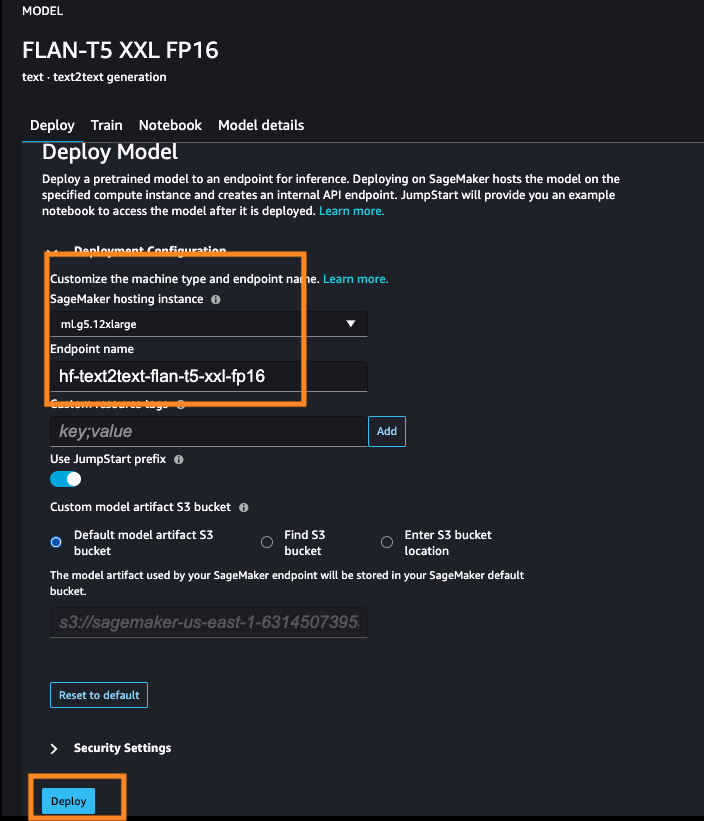 MODEL
FLAN-T5 XXL FP16
text · text2text generation
Deploy Train Notebook Model details
Deploy Model
Deploy a pretrained model to an endpoint for inference. Deploying on SageMaker hosts the model on the
specified compute instance and creates an internal API endpoint. JumpStart will provide you an example
notebook to access the model after it is deployed. Learn more.
Deployment Configuration
Customize the machine type and endpoint name. Learn more.
SageMaker hosting instance
ml.g5.12xlarge
Endpoint name
hf-text2text-flan-t5-xxl-fp16
Custom resource tags
key;value
Add
Use JumpStart prefix
Custom model artifact S3 bucket
Default model artifact S3
bucket
Find S3
bucket
Enter S3 bucket
location
The model artifact used by your SageMaker endpoint will be stored in your SageMaker default
bucket.
s3://sagemaker-us-east-1-6314507395
Reset to default
Security Settings
Deploy